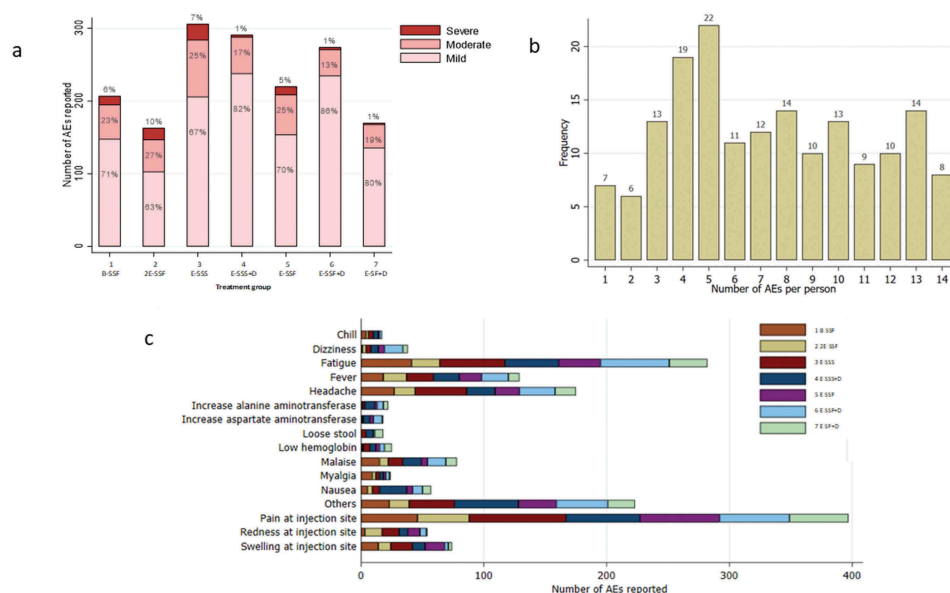 a
Number of AEs reported
300
200
100
0
6%
23%
71%
10%
27%
63%
7%
25%
67%
1%
17%
82%
5%
25%
70%
1%
13%
86%
1%
19%
80%
1
B-SSF
2
2E-SSF
3
E-SSS
4
E-SSS+D
5
E-SSF
6
E-SSF+D
7
E-SF+D
Treatment group
Severe
Moderate
Mild
b
Frequency
20
15
10
5
0
7
6
13
19
22
11
12
14
10
13
9
10
14
8
1 2 3 4 5 6 7 8 9 10 11 12 13 14
Number of AEs per person
c
Chill
Dizziness
Fatigue
Fever
Headache
Increase alanine aminotransferase
Increase aspartate aminotransferase
Loose stool
Low hemoglobin
Malaise
Myalgia
Nausea
Others
Pain at injection site
Redness at injection site
Swelling at injection site
0 100 200 300 400
Number of AEs reported
1 B SSF
2 2E SSF
3 E SSS
4 E SSS+D
5 E SSF
6 E SSF+D
7 E SF+D